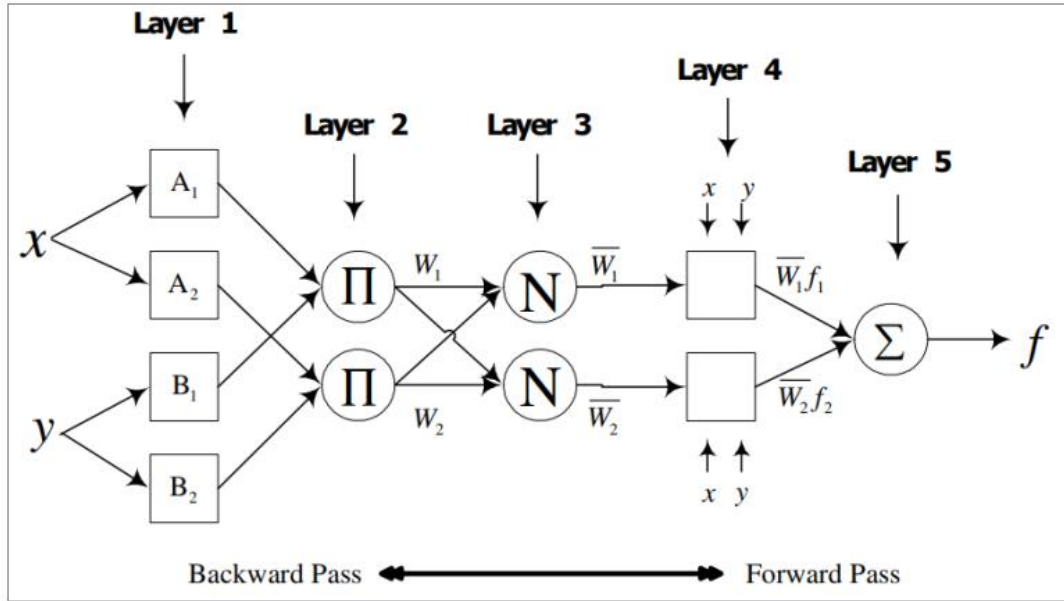 Layer 1
Layer 4
Layer 2
Layer 3
Layer 5
x y
A₁
x
A₂
Π
W₁
N
W̅₁
W̅₁f₁
Σ
f
B₁
Π
W₂
N
W̅₂
W̅₂f₂
y
B₂
x y
Backward Pass
Forward Pass